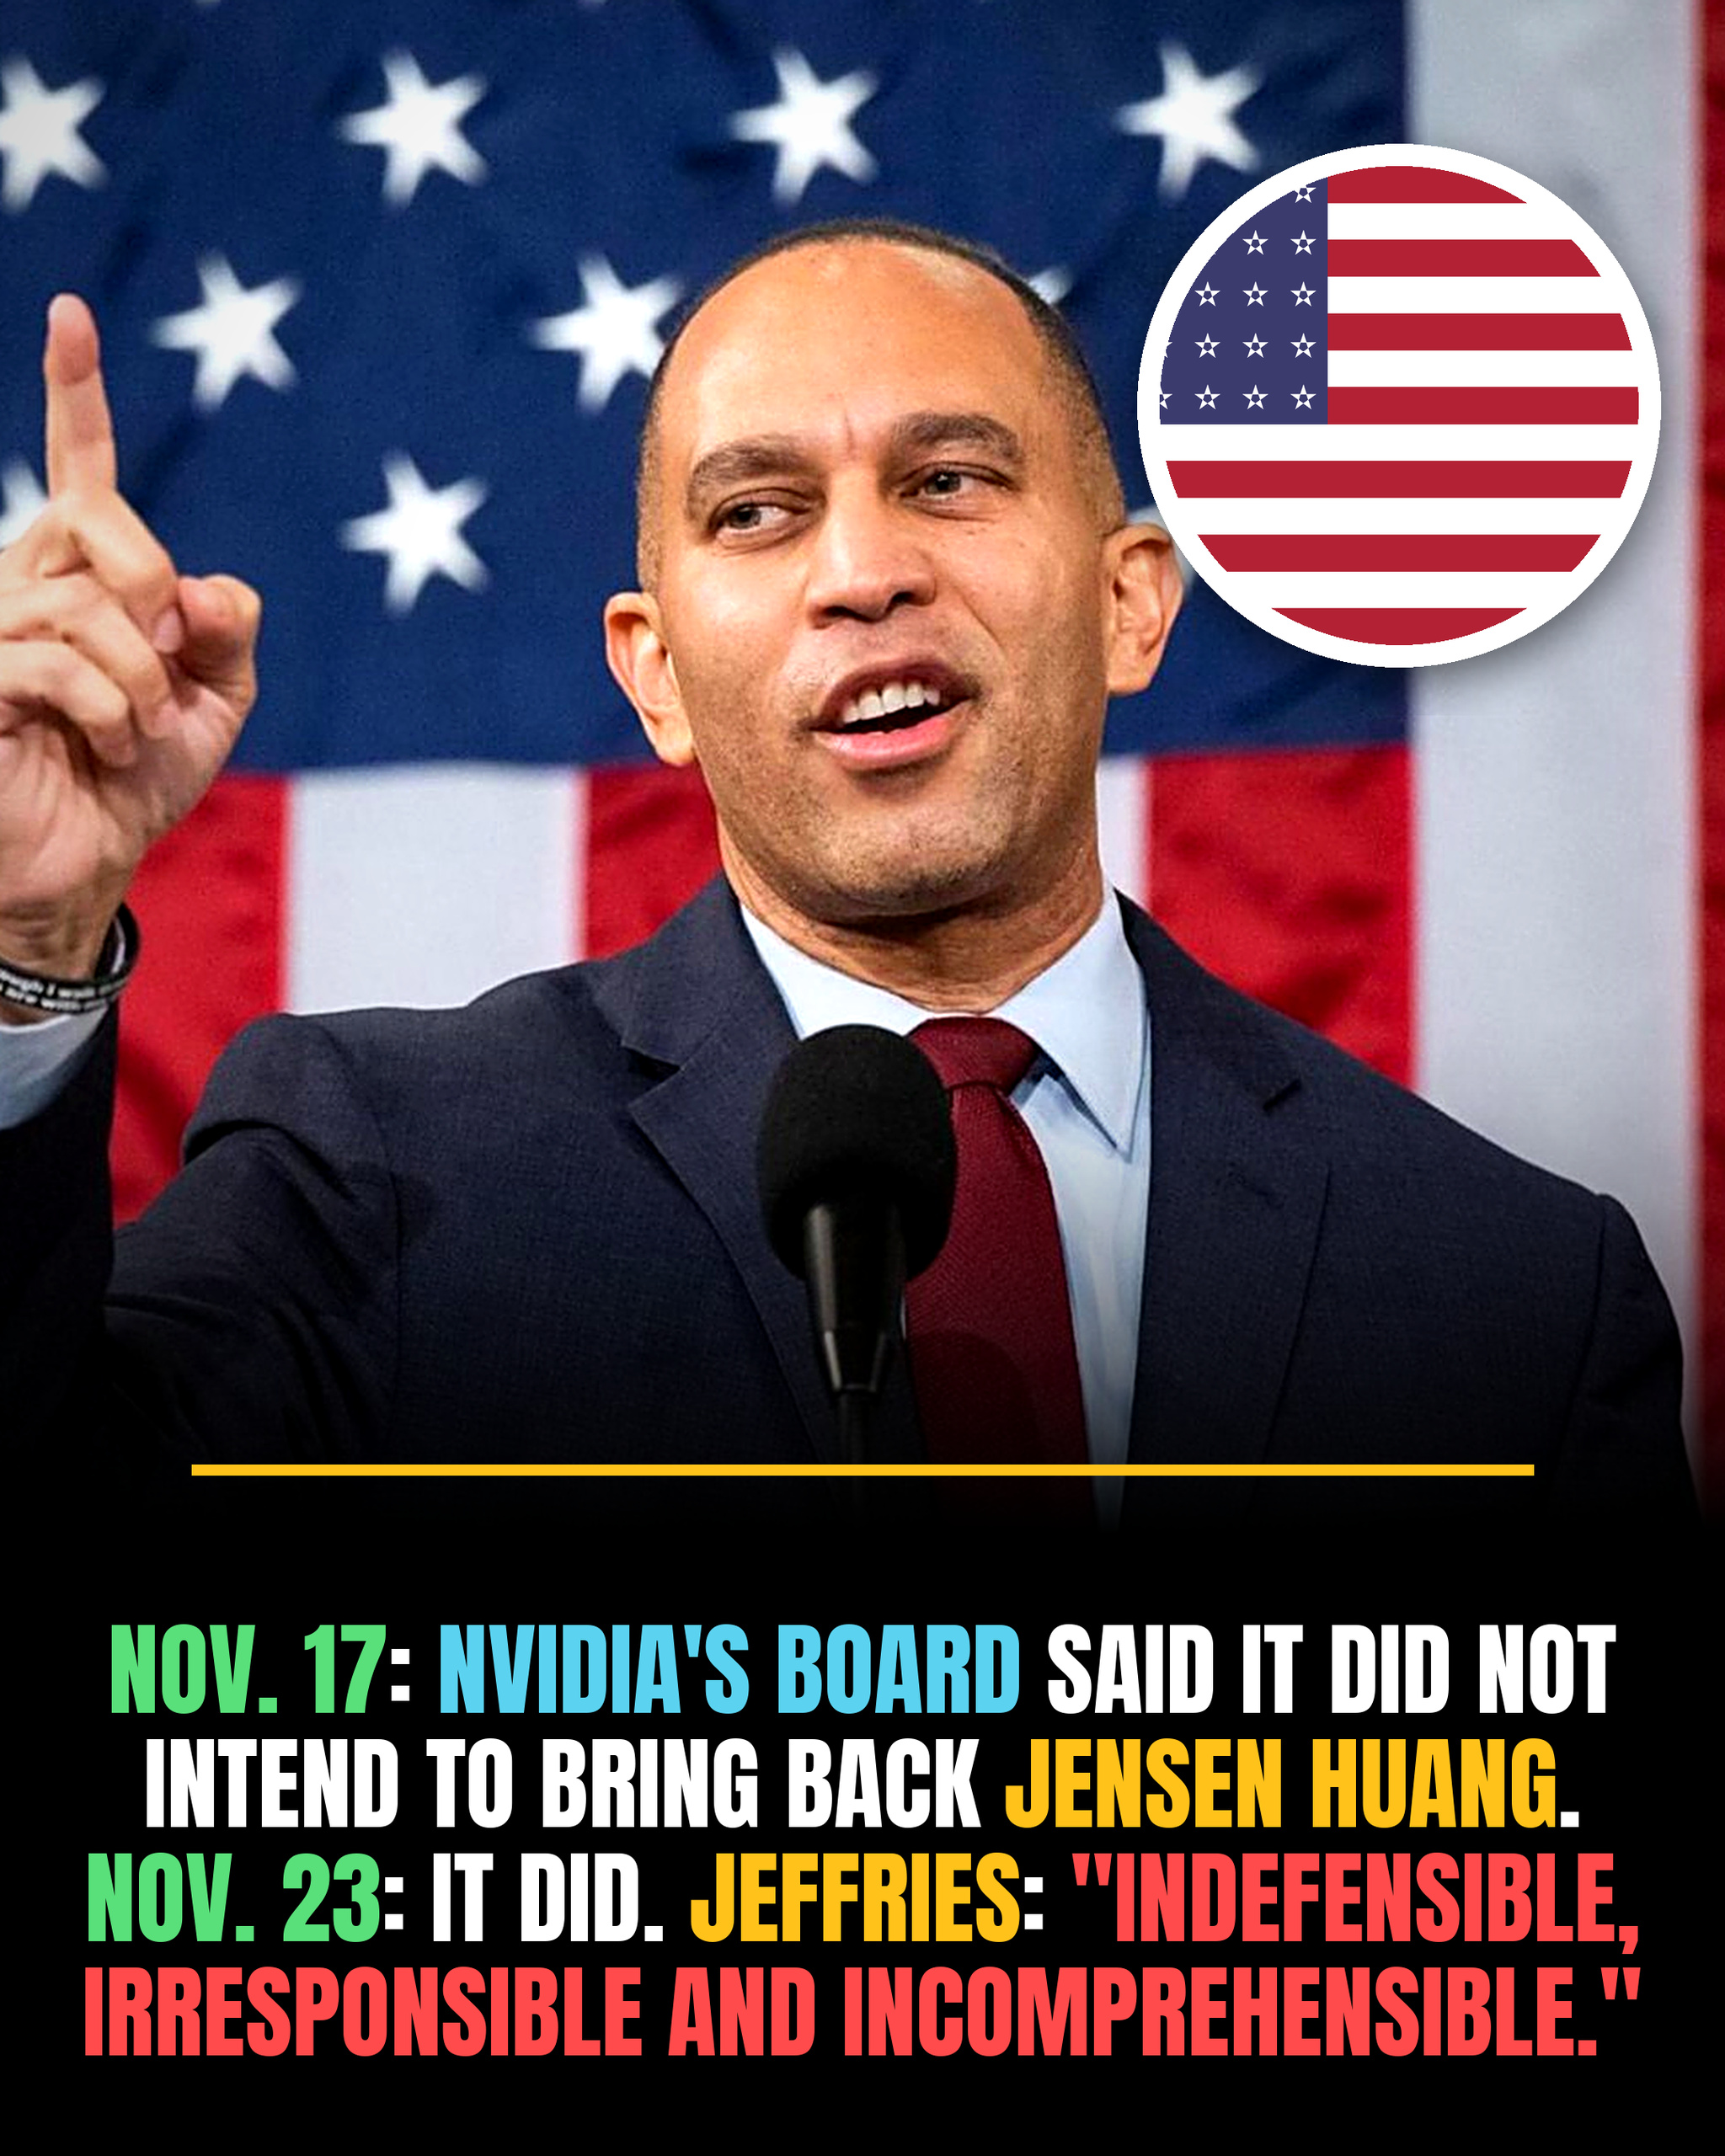 NOV. 17: NVIDIA'S BOARD SAID IT DID NOT
INTEND TO BRING BACK JENSEN HUANG.
NOV. 23: IT DID. JEFFRIES: "INDEFENSIBLE,
IRRESPONSIBLE AND INCOMPREHENSIBLE."